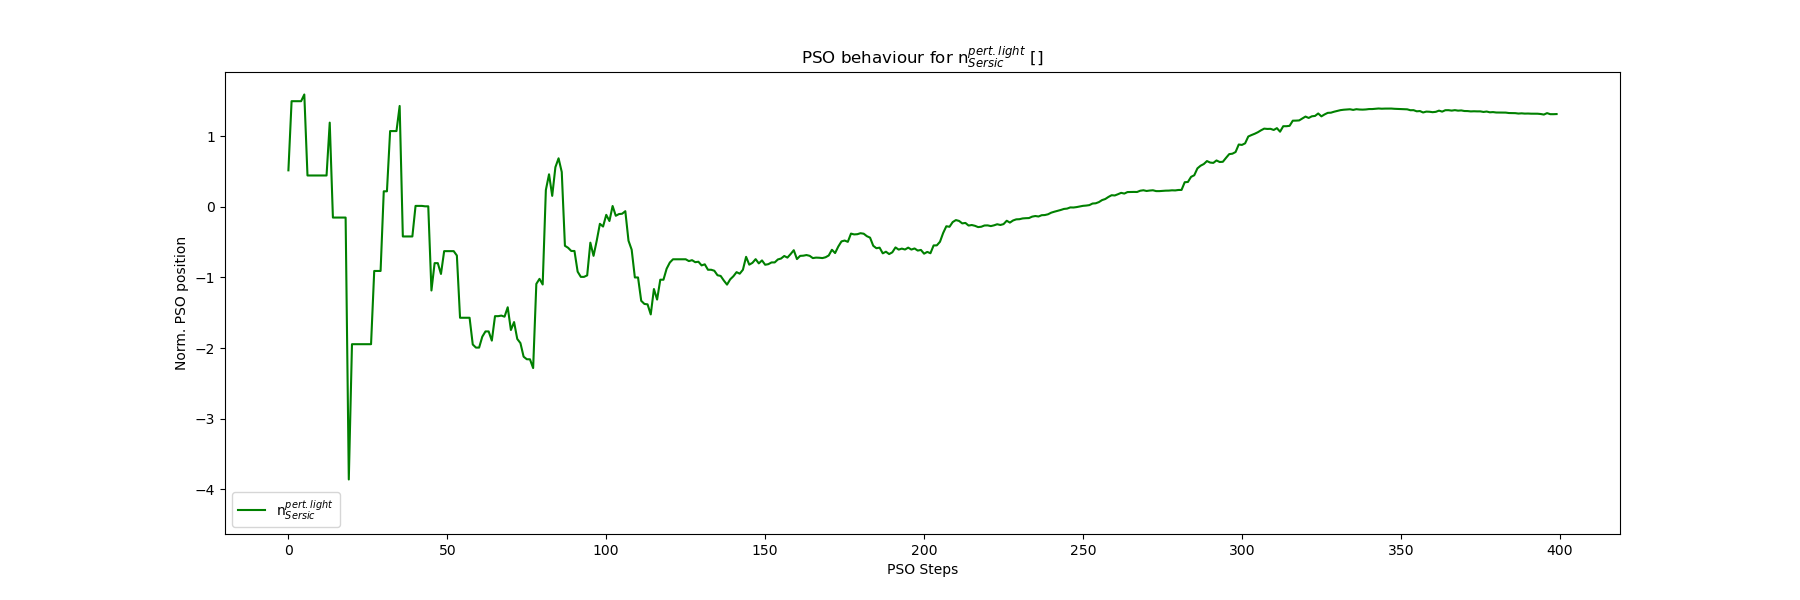 PSO behaviour for n$_{Sersic}^{pert.light}$ []
Norm. PSO position
1
0
−1
−2
−3
−4
n$_{Sersic}^{pert.light}$
0 50 100 150 200 250 300 350 400
PSO Steps